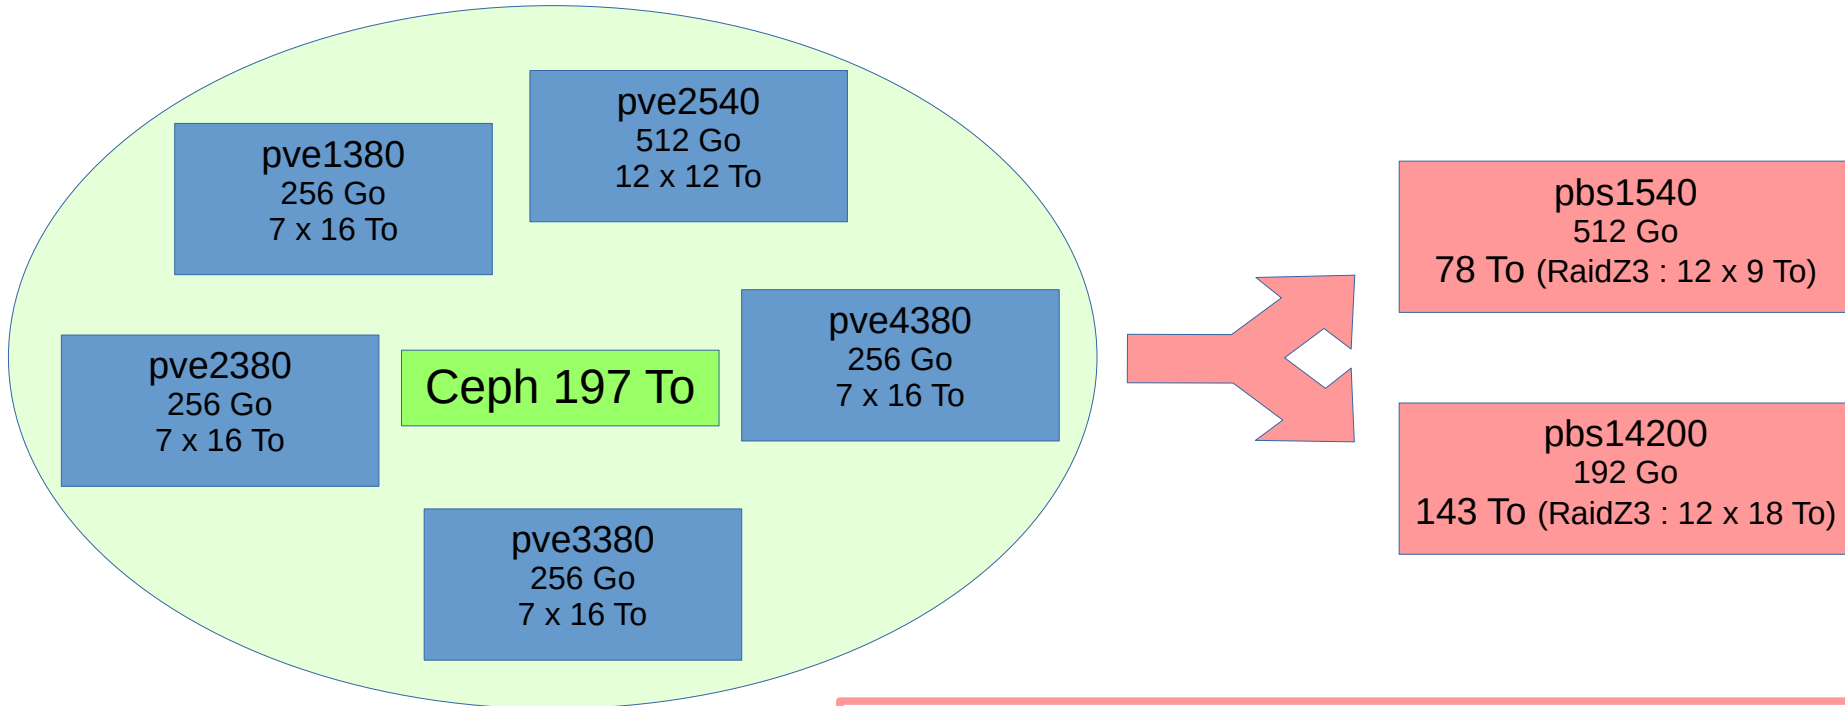 pve2540
512 Go
12 x 12 To
pve1380
256 Go
7 x 16 To
pbs1540
512 Go
78 To (RaidZ3 : 12 x 9 To)
pve4380
256 Go
7 x 16 To
pve2380
256 Go
7 x 16 To
Ceph 197 To
pbs14200
192 Go
143 To (RaidZ3 : 12 x 18 To)
pve3380
256 Go
7 x 16 To